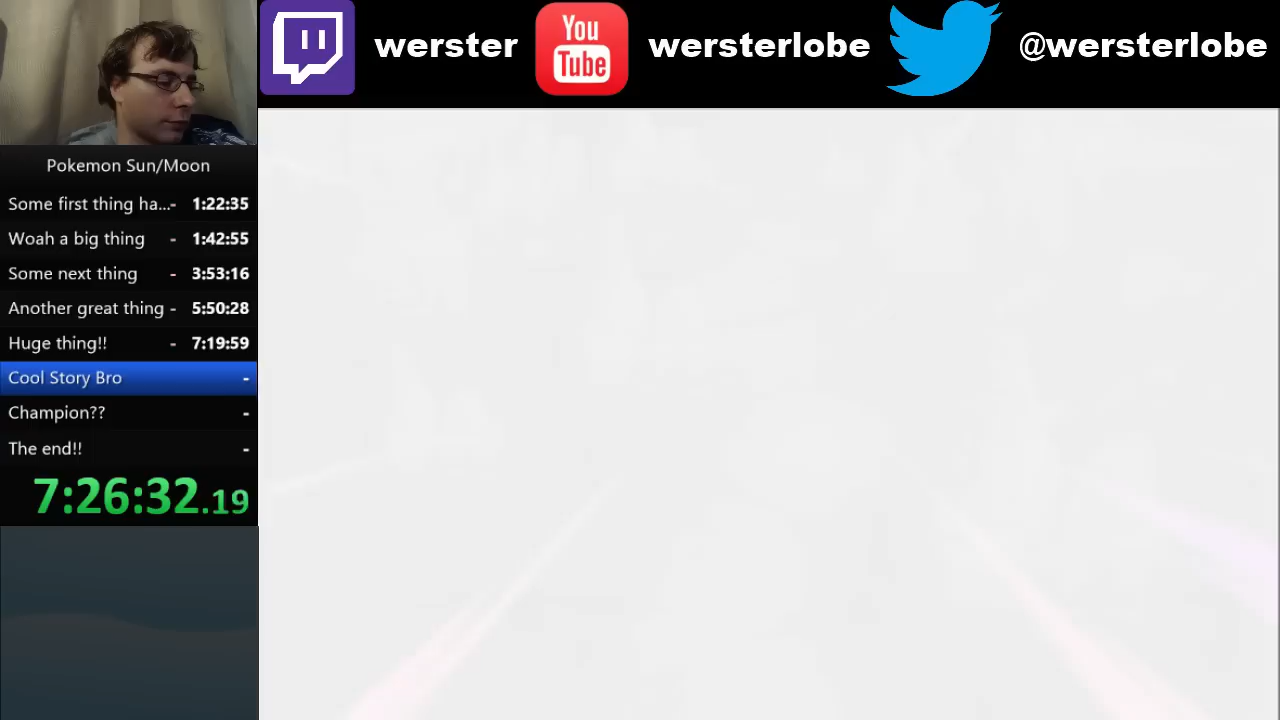 werster
You
Tube
wersterlobe
@wersterlobe
Pokemon Sun/Moon
Some first thing ha...- 1:22:35
Woah a big thing - 1:42:55
Some next thing - 3:53:16
Another great thing - 5:50:28
Huge thing!! - 7:19:59
Cool Story Bro -
Champion?? -
The end!! -
7:26:32.19